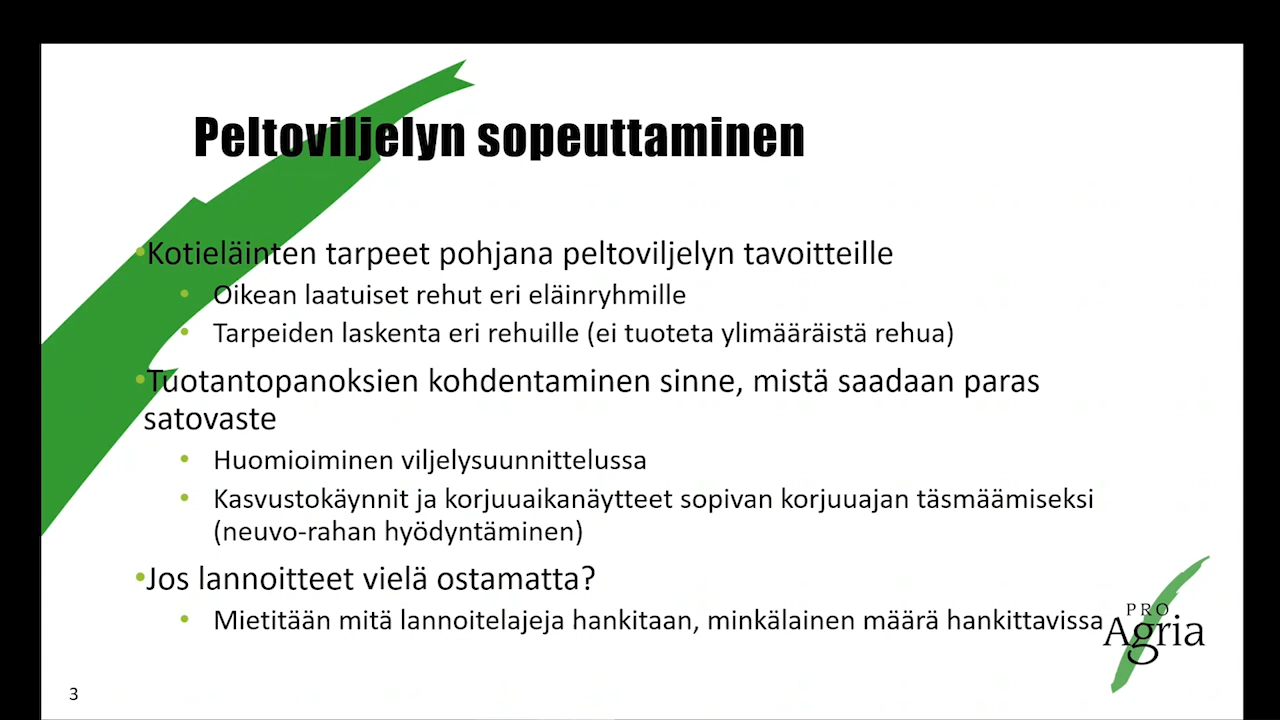 Peltoviljelyn sopeuttaminen
•Kotieläinten tarpeet pohjana peltoviljelyn tavoitteille
• Oikean laatuiset rehut eri eläinryhmille
• Tarpeiden laskenta eri rehuille (ei tuoteta ylimääräistä rehua)
•Tuotantopanoksien kohdentaminen sinne, mistä saadaan paras
satovaste
• Huomioiminen viljelysuunnittelussa
• Kasvustokäynnit ja korjuuaikanäytteet sopivan korjuuajan täsmäämiseksi
(neuvo-rahan hyödyntäminen)
•Jos lannoitteet vielä ostamatta?
• Mietitään mitä lannoitelajeja hankitaan, minkälainen määrä hankittavissa
PRO
Agria
3